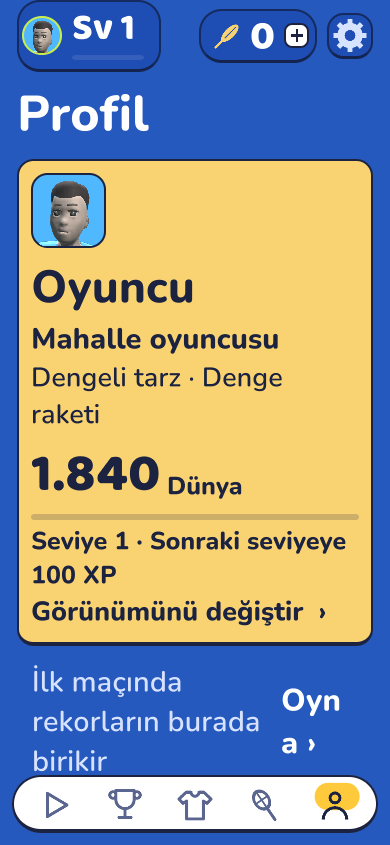 Sv 1
0
Profil
Oyuncu
Mahalle oyuncusu
Dengeli tarz · Denge
raketi
1.840 Dünya
Seviye 1 · Sonraki seviyeye
100 XP
Görünümünü değiştir ›
İlk maçında
rekorların burada
birikir
Oyn
a ›